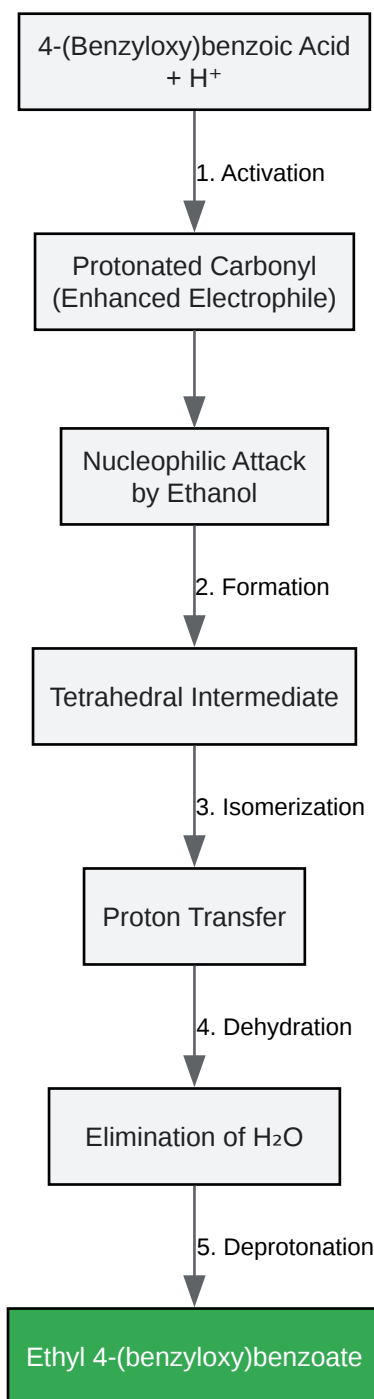 4-(Benzyloxy)benzoic Acid
+ H⁺
1. Activation
Protonated Carbonyl
(Enhanced Electrophile)
Nucleophilic Attack
by Ethanol
2. Formation
Tetrahedral Intermediate
3. Isomerization
Proton Transfer
4. Dehydration
Elimination of H₂O
5. Deprotonation
Ethyl 4-(benzyloxy)benzoate